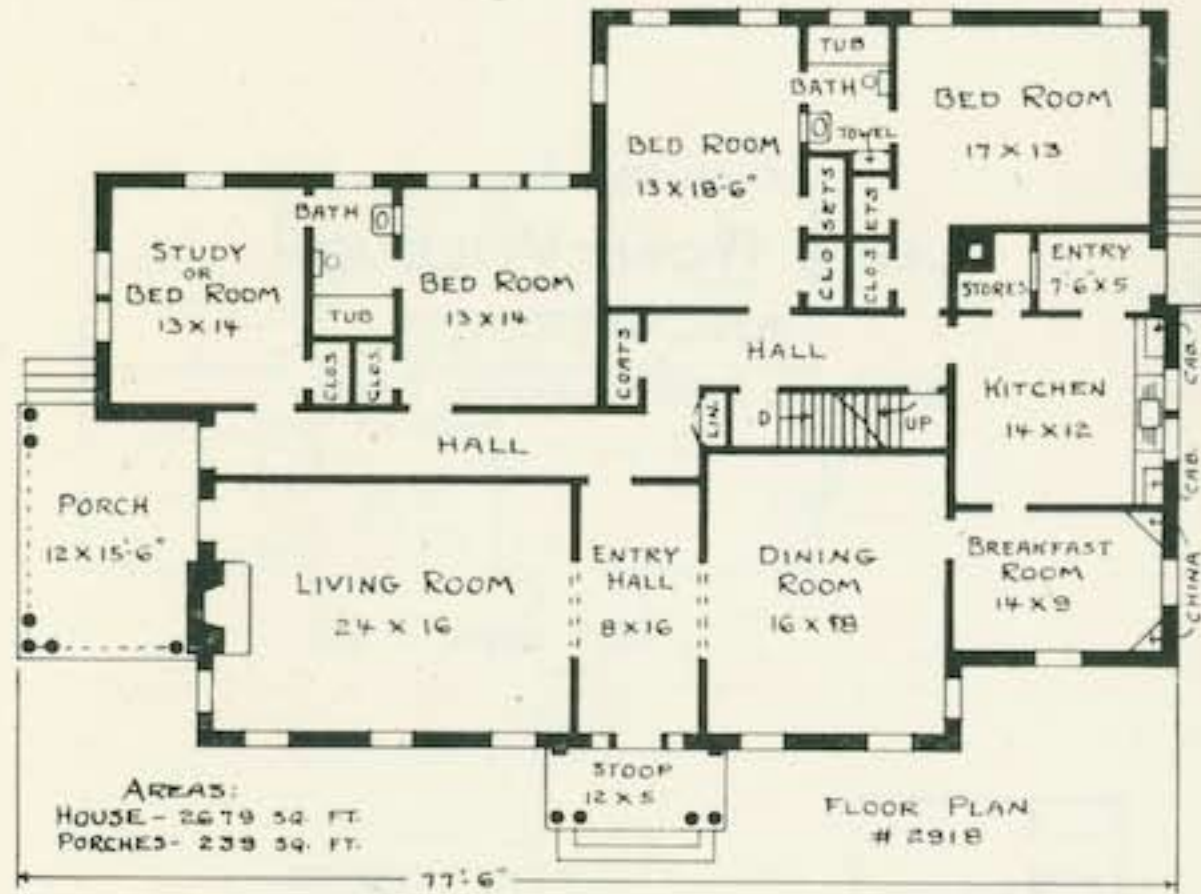 TUB
BATH
TOWEL
BED ROOM
13 X 18'-6"
BED ROOM
17 X 13
CLOSETS
CLOSETS
STUDY
OR
BED ROOM
13 X 14
BATH
TUB
CLOS.
CLOS.
BED ROOM
13 X 14
COATS
HALL
STORES
ENTRY
7'-6" X 5
LIN.
D
UP
KITCHEN
14 X 12
CAB.
CAB.
CHINA
HALL
PORCH
12 X 15'-6"
LIVING ROOM
24 X 16
ENTRY
HALL
8 X 16
DINING
ROOM
16 X 18
BREAKFAST
ROOM
14 X 9
STOOP
12 X 5
AREAS:
HOUSE - 2679 SQ. FT.
PORCHES - 239 SQ. FT.
FLOOR PLAN
# 2918
77'-6"